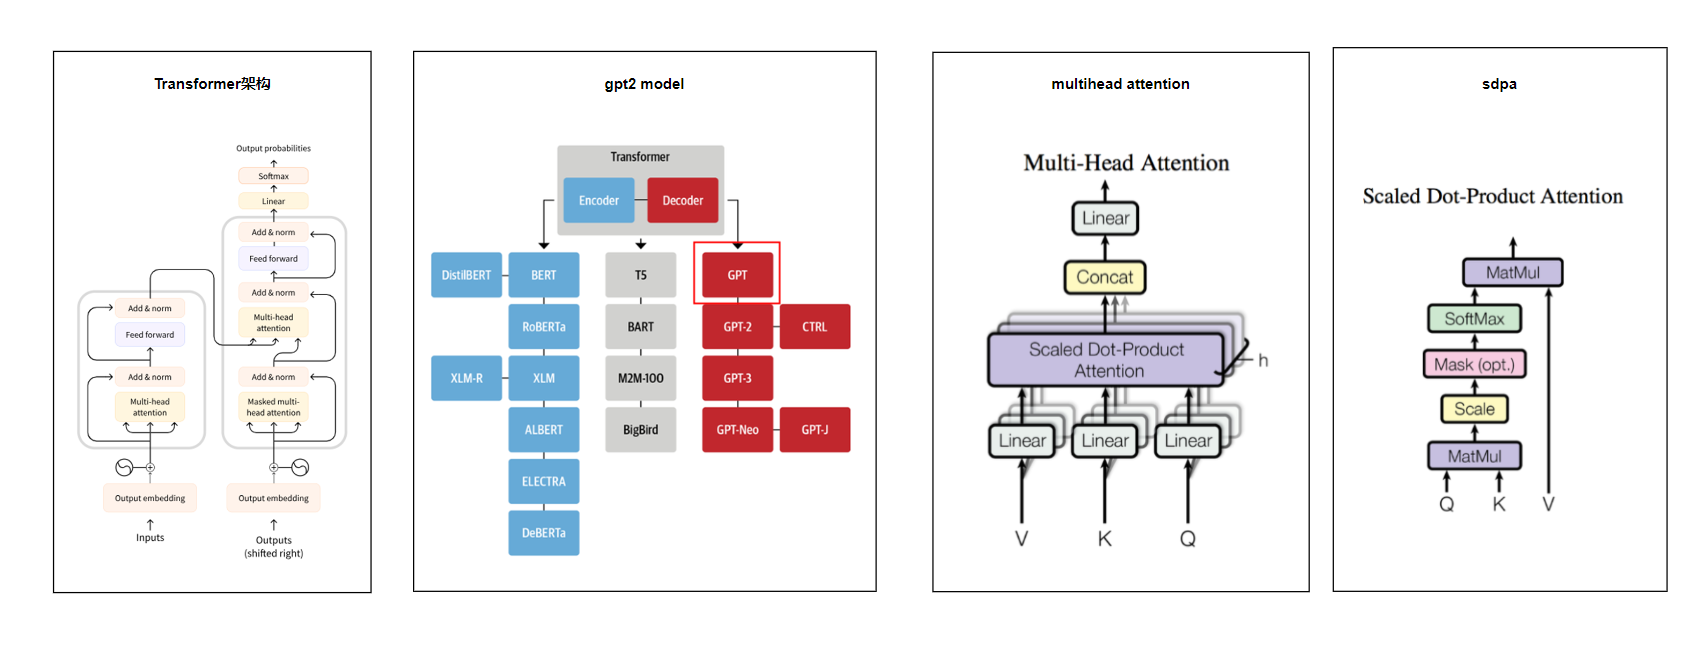 Transformer架构
Output probabilities
Softmax
Linear
Add & norm
Feed forward
Add & norm
Multi-head
attention
Add & norm
Masked multi-
head attention
Add & norm
Feed forward
Add & norm
Multi-head
attention
Output embedding
Output embedding
Inputs
Outputs
(shifted right)
gpt2 model
Transformer
Encoder
Decoder
DistilBERT
BERT
T5
GPT
RoBERTa
BART
GPT-2
CTRL
XLM-R
XLM
M2M-100
GPT-3
ALBERT
BigBird
GPT-Neo
GPT-J
ELECTRA
DeBERTa
multihead attention
Multi-Head Attention
Linear
Concat
Scaled Dot-Product
Attention
h
Linear
Linear
Linear
V
K
Q
sdpa
Scaled Dot-Product Attention
MatMul
SoftMax
Mask (opt.)
Scale
MatMul
Q
K
V